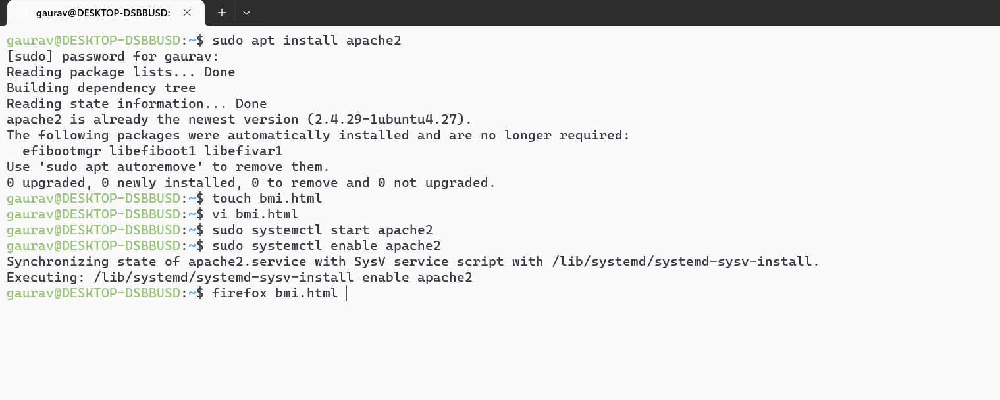 gaurav@DESKTOP-DSBBUSD:
gaurav@DESKTOP-DSBBUSD:~$ sudo apt install apache2
[sudo] password for gaurav:
Reading package lists... Done
Building dependency tree
Reading state information... Done
apache2 is already the newest version (2.4.29-1ubuntu4.27).
The following packages were automatically installed and are no longer required:
  efibootmgr libefiboot1 libefivar1
Use 'sudo apt autoremove' to remove them.
0 upgraded, 0 newly installed, 0 to remove and 0 not upgraded.
gaurav@DESKTOP-DSBBUSD:~$ touch bmi.html
gaurav@DESKTOP-DSBBUSD:~$ vi bmi.html
gaurav@DESKTOP-DSBBUSD:~$ sudo systemctl start apache2
gaurav@DESKTOP-DSBBUSD:~$ sudo systemctl enable apache2
Synchronizing state of apache2.service with SysV service script with /lib/systemd/systemd-sysv-install.
Executing: /lib/systemd/systemd-sysv-install enable apache2
gaurav@DESKTOP-DSBBUSD:~$ firefox bmi.html